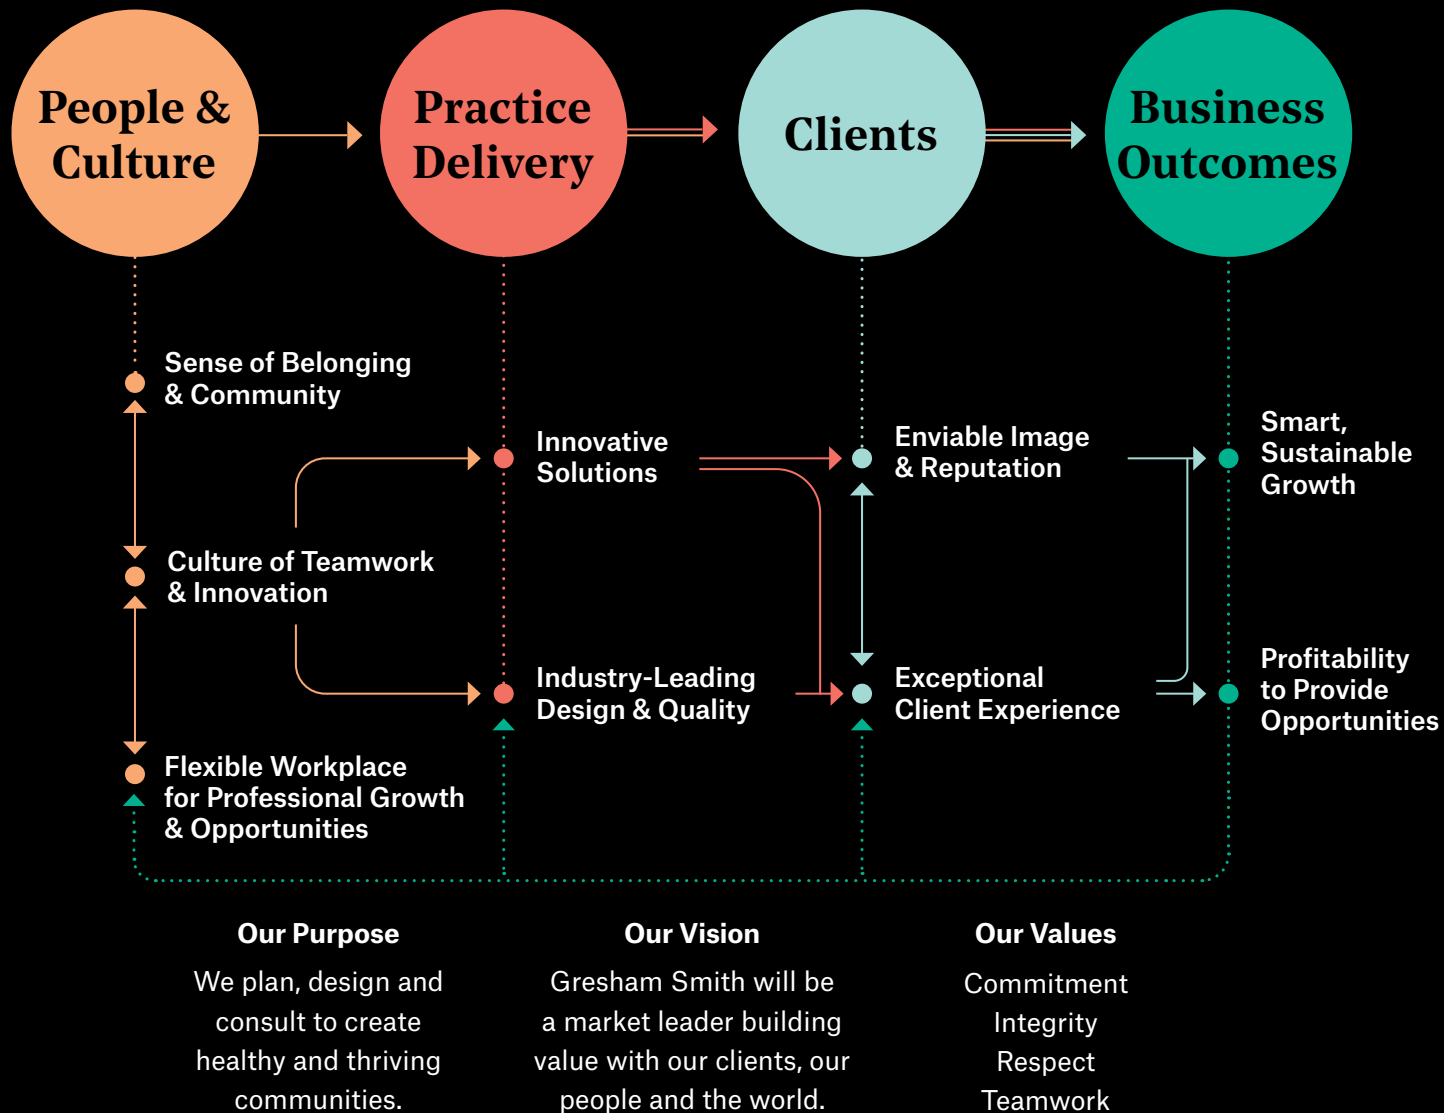 People &
Culture
Practice
Delivery
Clients
Business
Outcomes
Sense of Belonging
& Community
Culture of Teamwork
& Innovation
Flexible Workplace
for Professional Growth
& Opportunities
Innovative
Solutions
Industry-Leading
Design & Quality
Enviable Image
& Reputation
Exceptional
Client Experience
Smart,
Sustainable
Growth
Profitability
to Provide
Opportunities
Our Purpose
We plan, design and
consult to create
healthy and thriving
communities.
Our Vision
Gresham Smith will be
a market leader building
value with our clients, our
people and the world.
Our Values
Commitment
Integrity
Respect
Teamwork